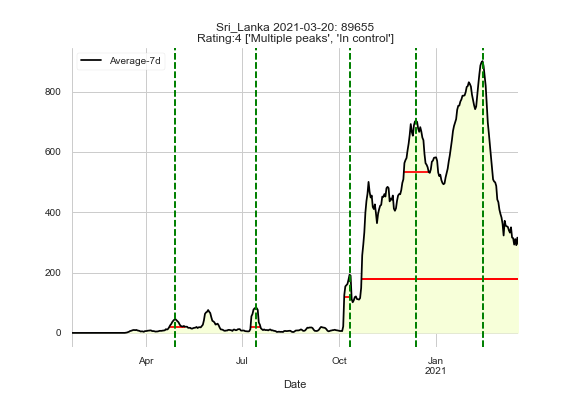 Sri_Lanka 2021-03-20: 89655
Rating:4 ['Multiple peaks', 'In control']
Average-7d
800
600
400
200
0
Apr
Jul
Oct
Jan
2021
Date